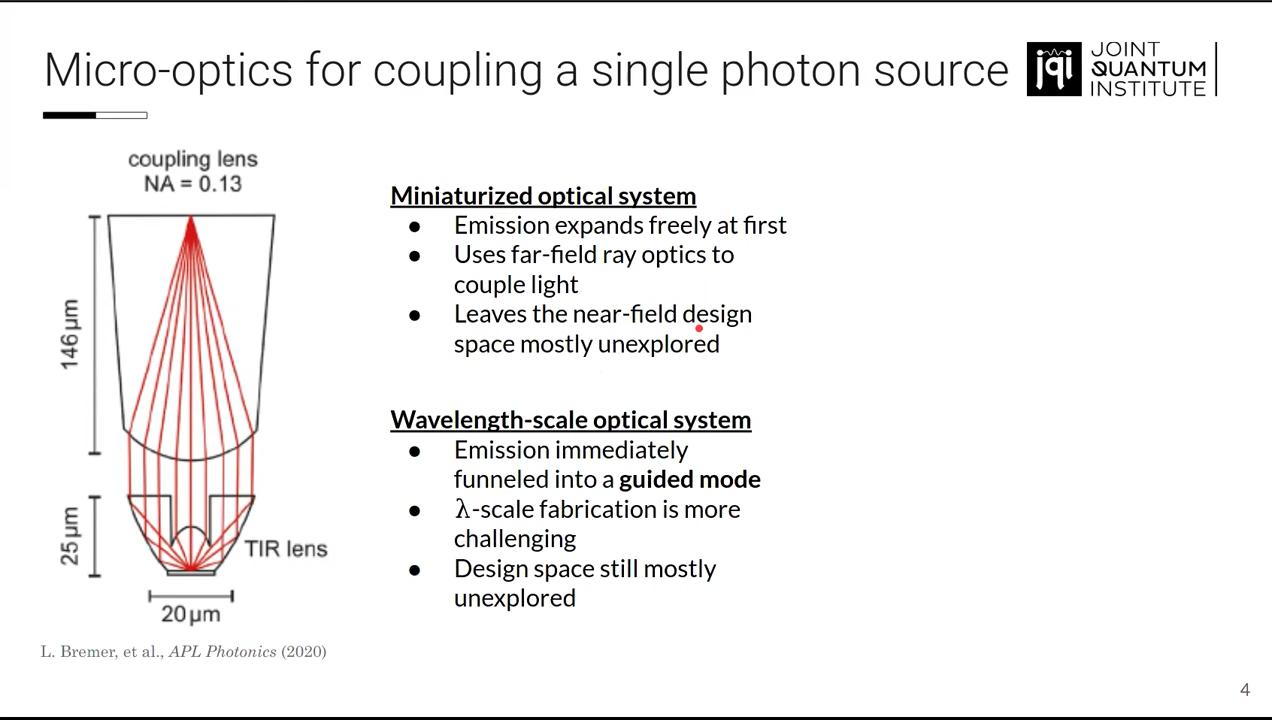 Micro-optics for coupling a single photon source
jqi
JOINT
QUANTUM
INSTITUTE
coupling lens
NA = 0.13
146 µm
25 µm
TIR lens
20 µm
L. Bremer, et al., APL Photonics (2020)
Miniaturized optical system
● Emission expands freely at first
● Uses far-field ray optics to
couple light
● Leaves the near-field design
space mostly unexplored
Wavelength-scale optical system
● Emission immediately
funneled into a guided mode
● λ-scale fabrication is more
challenging
● Design space still mostly
unexplored
4